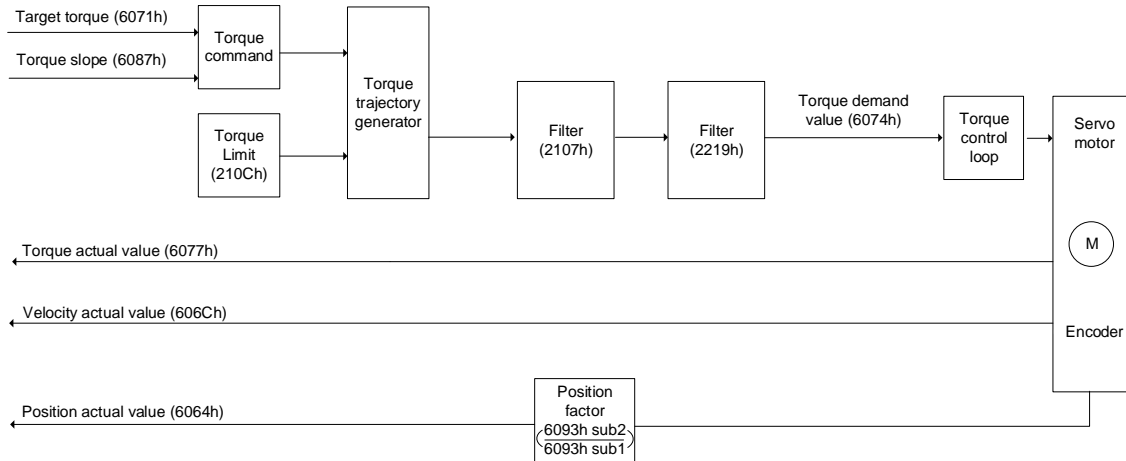 Target torque (6071h)
Torque slope (6087h)
Torque
command
Torque
Limit
(210Ch)
Torque
trajectory
generator
Filter
(2107h)
Filter
(2219h)
Torque demand
value (6074h)
Torque
control
loop
Servo
motor
M
Encoder
Torque actual value (6077h)
Velocity actual value (606Ch)
Position actual value (6064h)
Position
factor
(6093h sub2
6093h sub1)